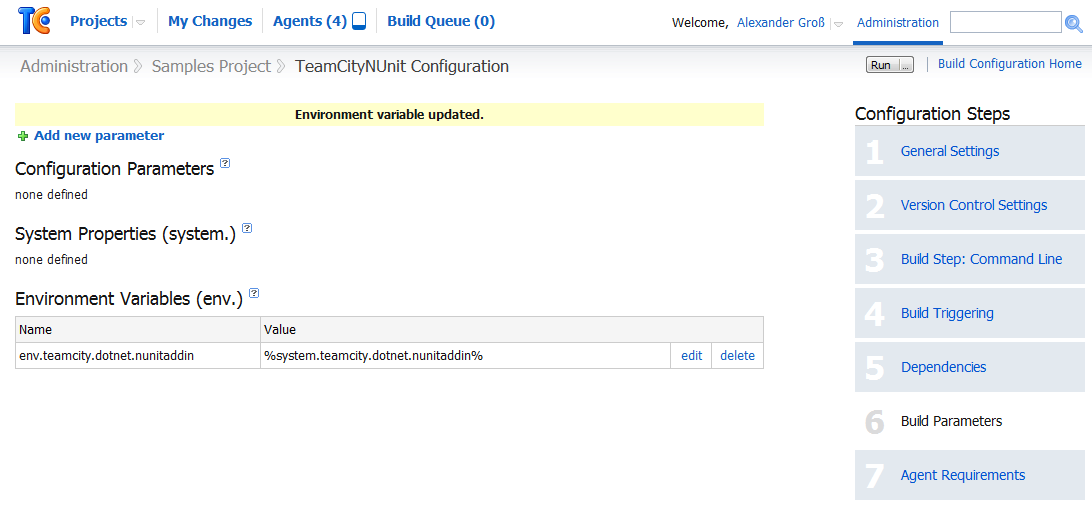 TC Projects My Changes Agents (4) Build Queue (0) Welcome, Alexander Groß Administration
Administration Samples Project TeamCityNUnit Configuration Run ... Build Configuration Home
Environment variable updated.
Add new parameter
Configuration Parameters ?
none defined
System Properties (system.) ?
none defined
Environment Variables (env.) ?
Name Value
env.teamcity.dotnet.nunitaddin %system.teamcity.dotnet.nunitaddin% edit delete
Configuration Steps
1 General Settings
2 Version Control Settings
3 Build Step: Command Line
4 Build Triggering
5 Dependencies
6 Build Parameters
7 Agent Requirements